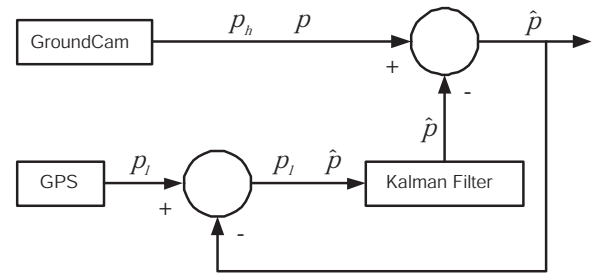 GroundCam
p_h p
p̂
+
-
p̂
GPS
p_l
p_l p̂
Kalman Filter
+
-